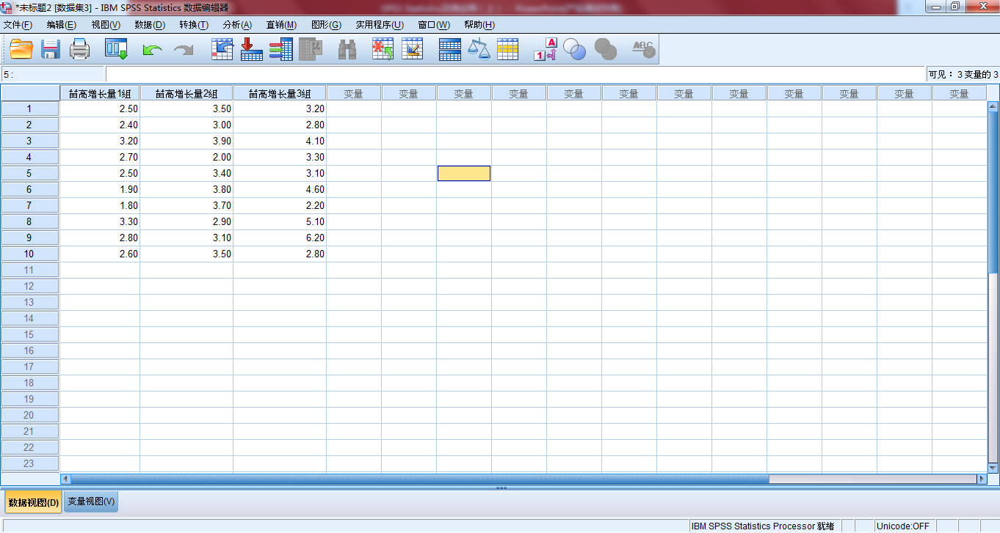 *未标题2 [数据集3] - IBM SPSS Statistics 数据编辑器
文件(F) 编辑(E) 视图(V) 数据(D) 转换(T) 分析(A) 直销(M) 图形(G) 实用程序(U) 窗口(W) 帮助(H)
A
1
ABC
5 :
可见: 3 变量的 3
苗高增长量1组 苗高增长量2组 苗高增长量3组 变量 变量 变量 变量 变量 变量 变量 变量 变量 变量 变量 变量
1 2.50 3.50 3.20
2 2.40 3.00 2.80
3 3.20 3.90 4.10
4 2.70 2.00 3.30
5 2.50 3.40 3.10
6 1.90 3.80 4.60
7 1.80 3.70 2.20
8 3.30 2.90 5.10
9 2.80 3.10 6.20
10 2.60 3.50 2.80
11
12
13
14
15
16
17
18
19
20
21
22
23
数据视图(D) 变量视图(V)
IBM SPSS Statistics Processor 就绪 Unicode:OFF